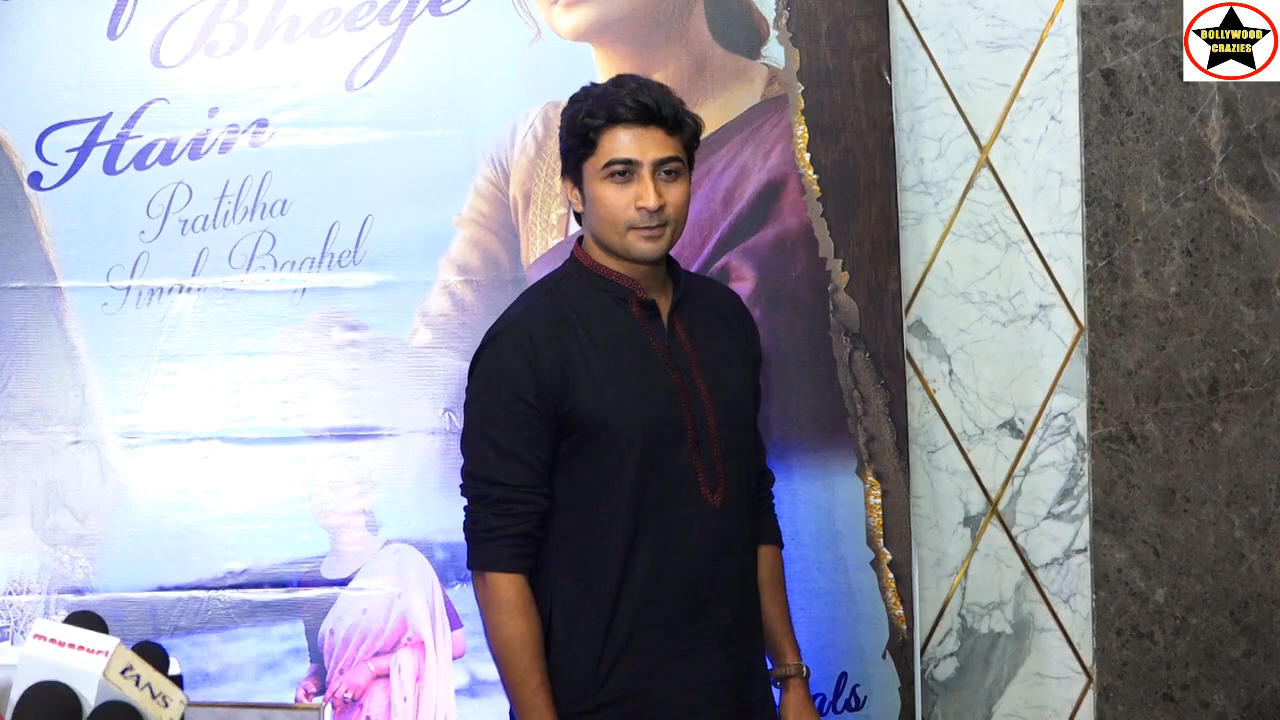 Bheege
Hain
Pratibha
Singh Baghel
als
IANS
BOLLYWOOD
CRAZIES